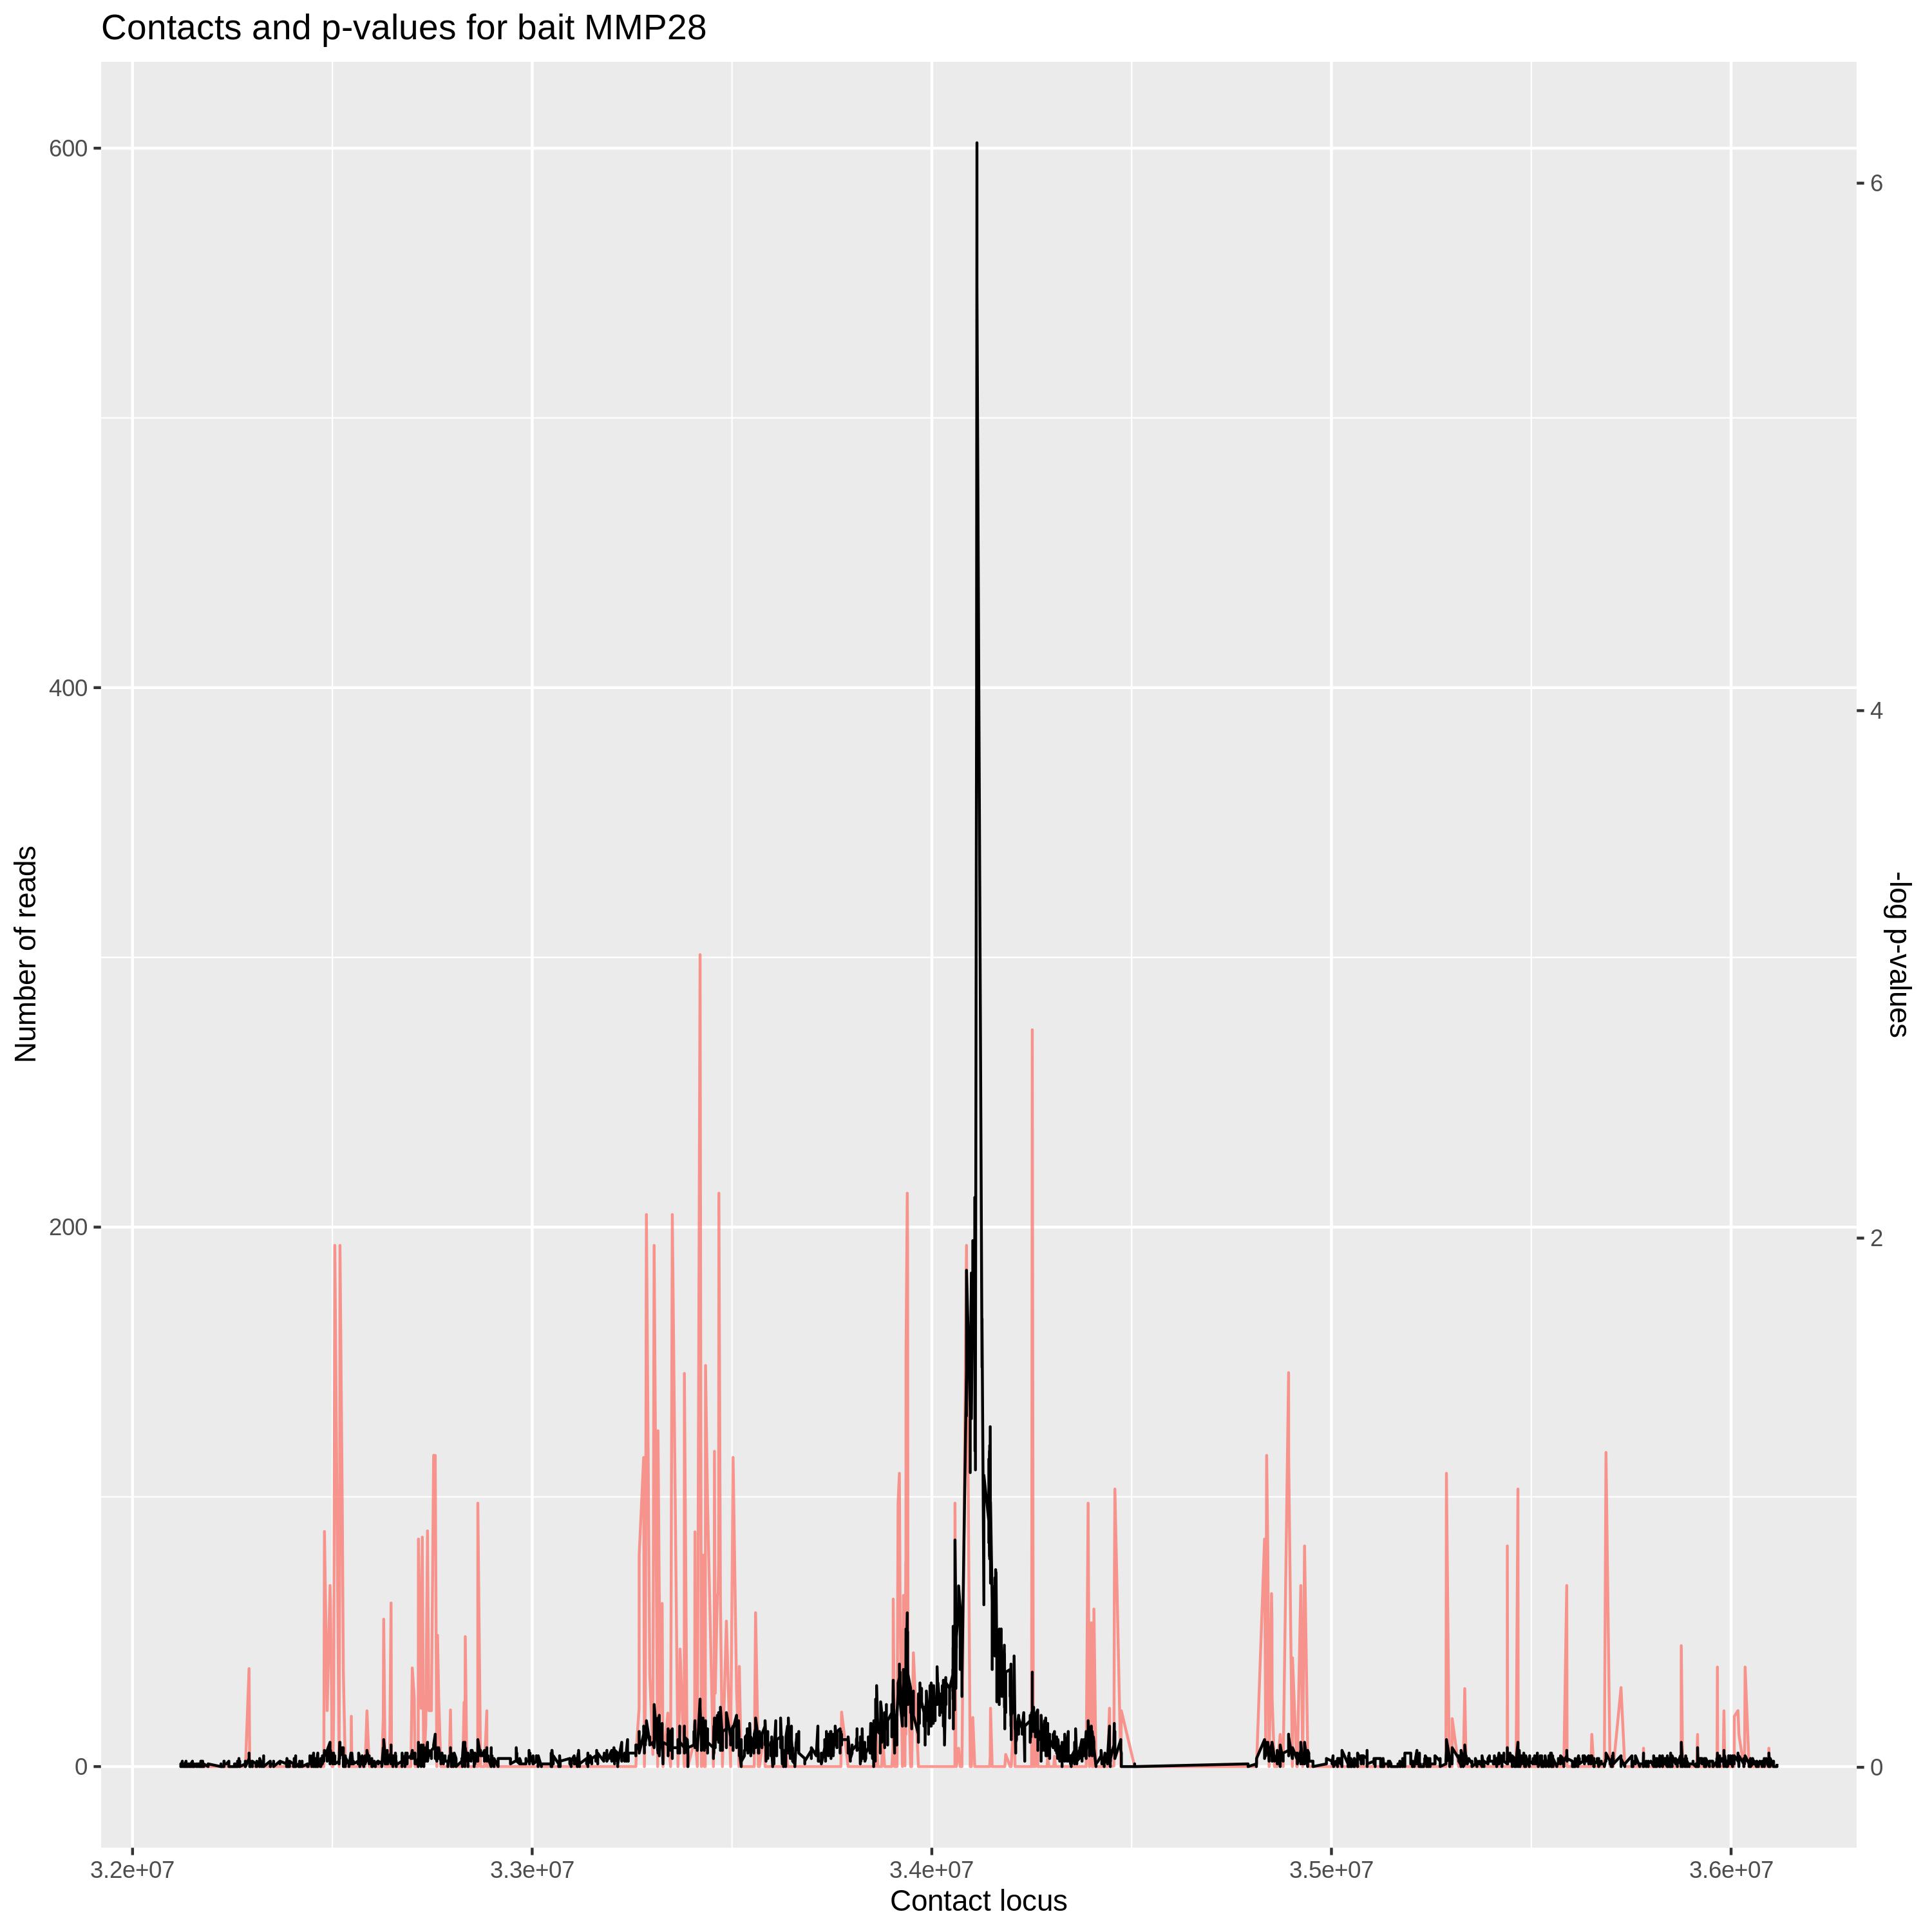 Contacts and p-values for bait MMP28
600
400
200
0
6
4
2
0
Number of reads
-log p-values
3.2e+07
3.3e+07
3.4e+07
3.5e+07
3.6e+07
Contact locus